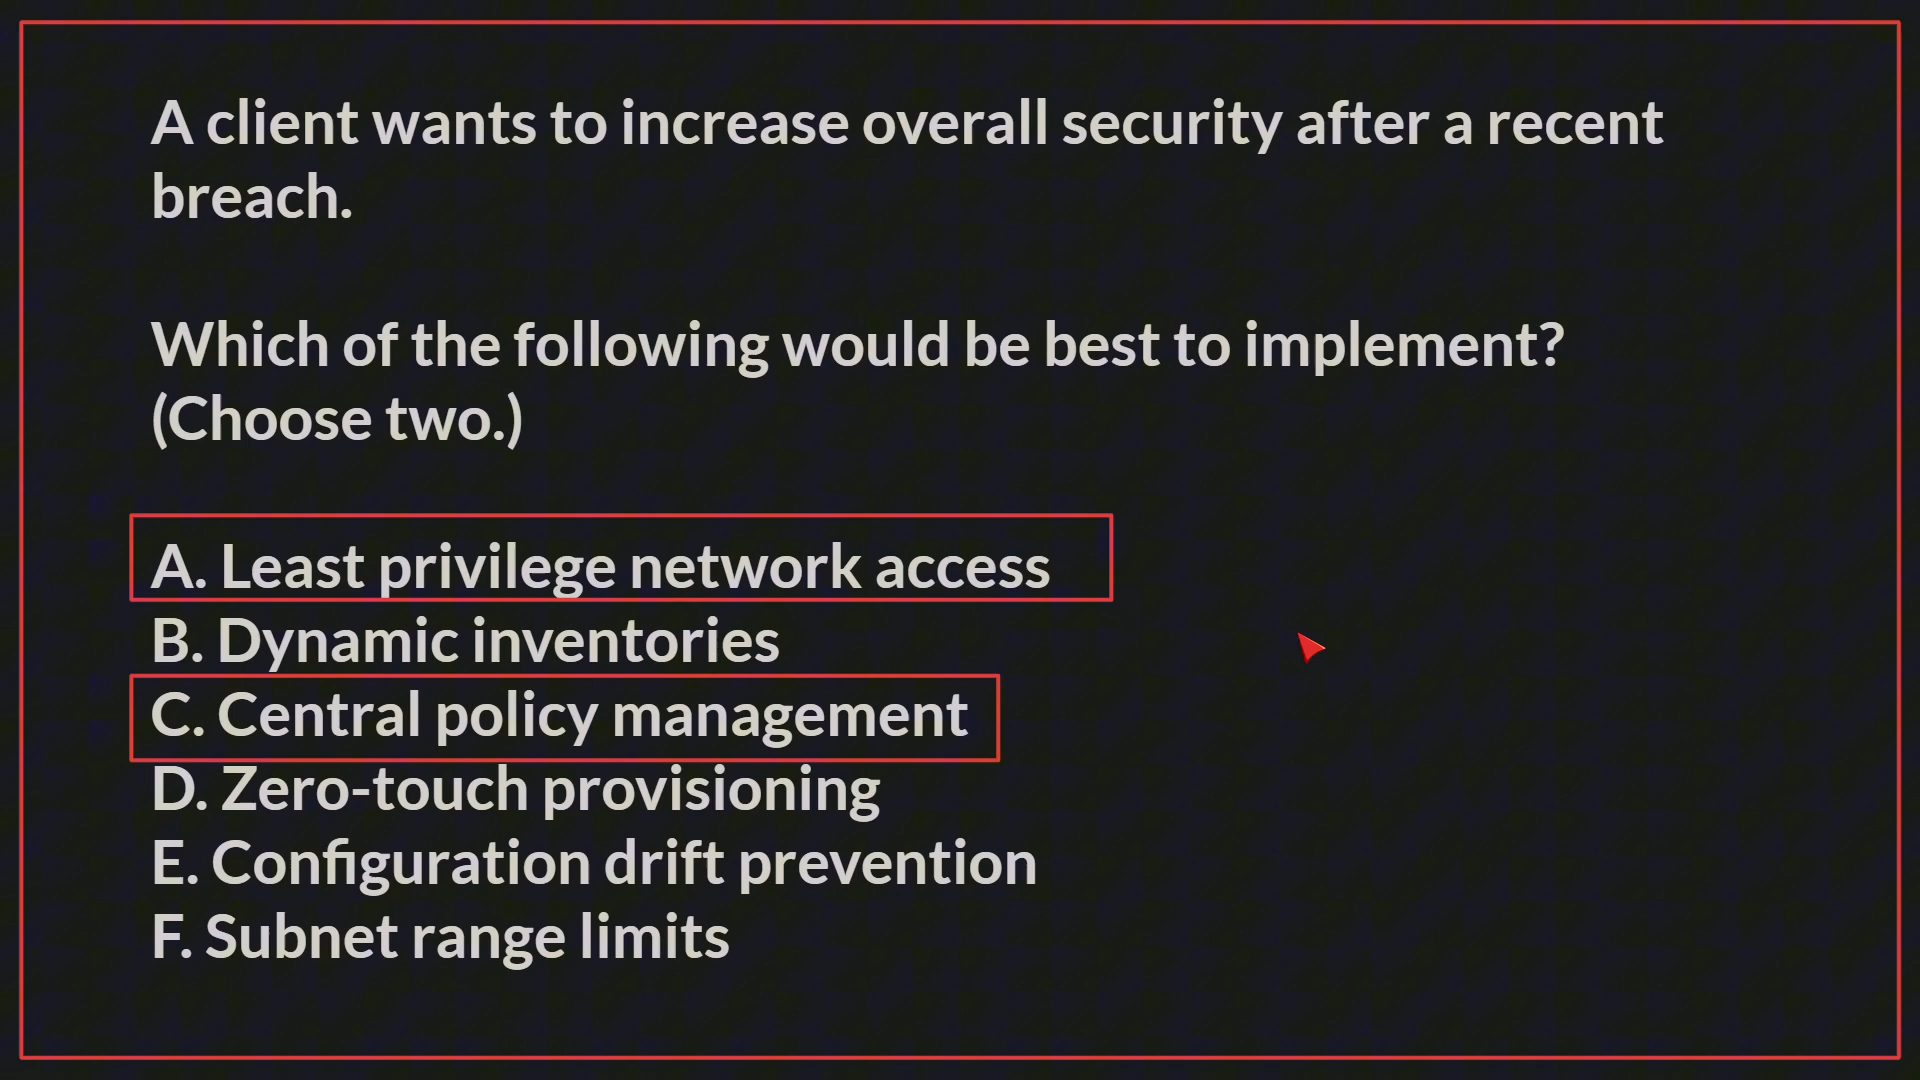 A client wants to increase overall security after a recent
breach.
Which of the following would be best to implement?
(Choose two.)
A. Least privilege network access
B. Dynamic inventories
C. Central policy management
D. Zero-touch provisioning
E. Configuration drift prevention
F. Subnet range limits